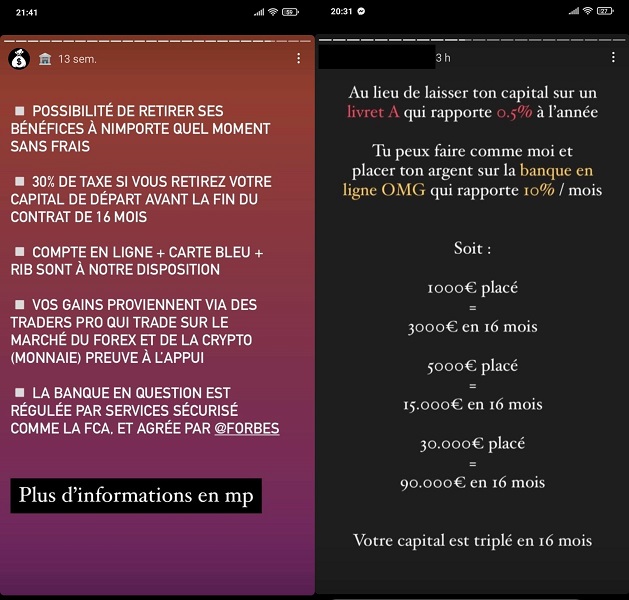 21:41
59
13 sem.
POSSIBILITÉ DE RETIRER SES
BÉNÉFICES À NIMPORTE QUEL MOMENT
SANS FRAIS
30% DE TAXE SI VOUS RETIREZ VOTRE
CAPITAL DE DÉPART AVANT LA FIN DU
CONTRAT DE 16 MOIS
COMPTE EN LIGNE + CARTE BLEU +
RIB SONT À NOTRE DISPOSITION
VOS GAINS PROVIENNENT VIA DES
TRADERS PRO QUI TRADE SUR LE
MARCHÉ DU FOREX ET DE LA CRYPTO
(MONNAIE) PREUVE À L'APPUI
LA BANQUE EN QUESTION EST
RÉGULÉE PAR SERVICES SÉCURISÉ
COMME LA FCA, ET AGRÉE PAR @FORBES
Plus d'informations en mp
20:31
27
3 h
Au lieu de laisser ton capital sur un
livret A qui rapporte 0.5% à l'année
Tu peux faire comme moi et
placer ton argent sur la banque en
ligne OMG qui rapporte 10% / mois
Soit :
1000€ placé
=
3000€ en 16 mois
5000€ placé
=
15.000€ en 16 mois
30.000€ placé
=
90.000€ en 16 mois
Votre capital est triplé en 16 mois